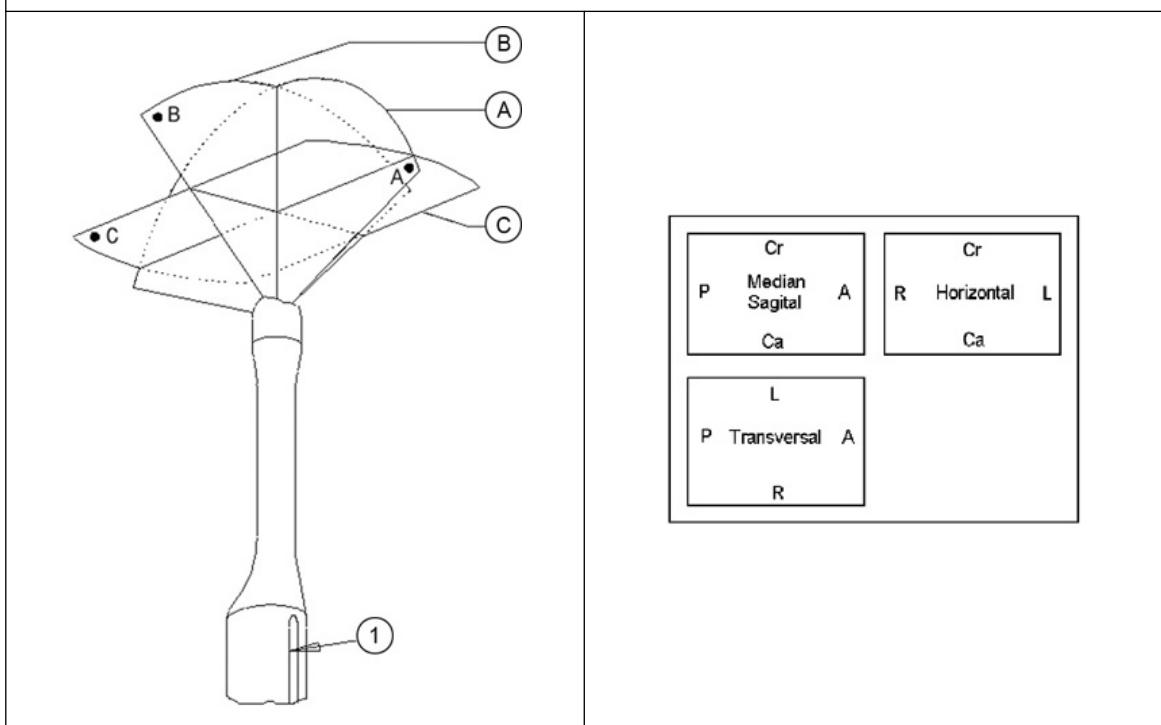 B
A
B
A
C
C
1
Cr
P Median Sagital A
Ca
Cr
R Horizontal L
Ca
L
P Transversal A
R